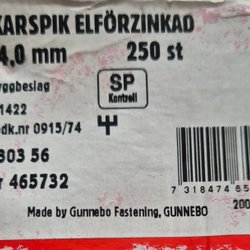 KARSPIK ELFÖRZINKAD
4,0 mm 250 st
yggbeslag
SP
Kontroll
1422
dk.nr 0915/74
303 56
r 465732
7 318474 65
Made by Gunnebo Fastening, GUNNEBO
200